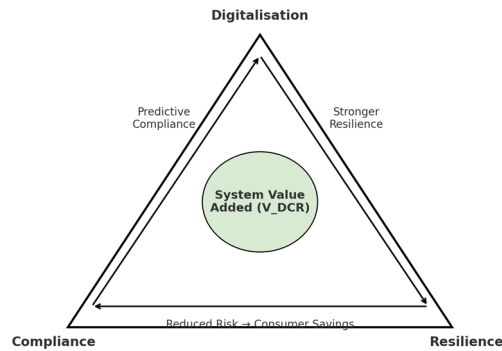 Digitalisation
Predictive
Compliance
Stronger
Resilience
System Value
Added (V_DCR)
Reduced Risk → Consumer Savings
Compliance
Resilience